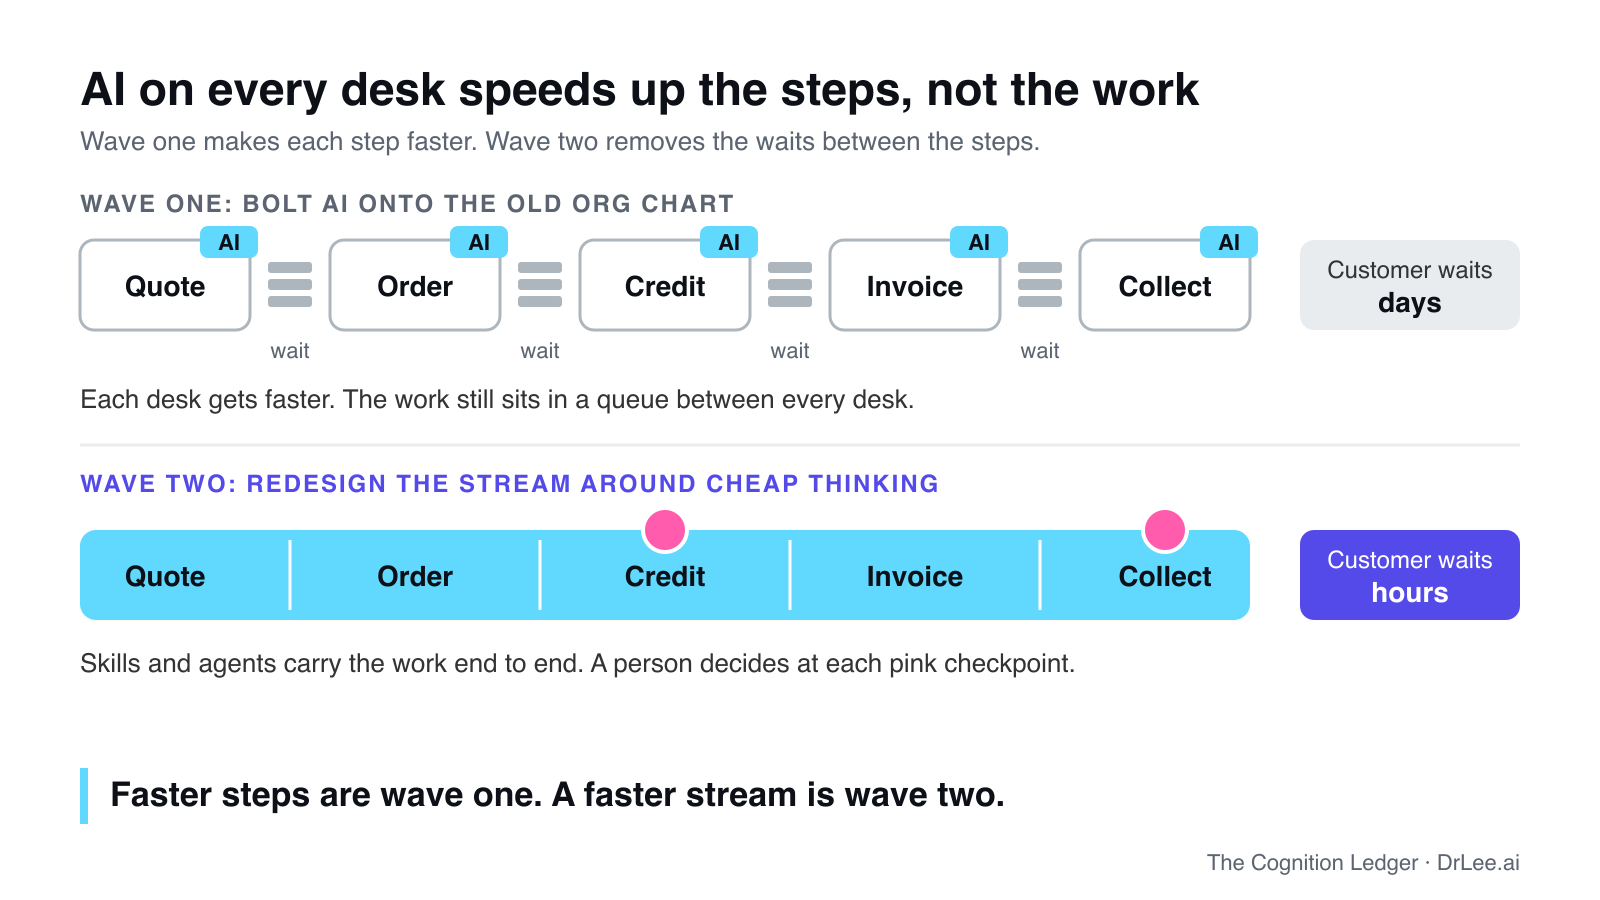 AI on every desk speeds up the steps, not the work
Wave one makes each step faster. Wave two removes the waits between the steps.
WAVE ONE: BOLT AI ONTO THE OLD ORG CHART
AI AI AI AI AI
Quote Order Credit Invoice Collect
Customer waits
days
wait wait wait wait
Each desk gets faster. The work still sits in a queue between every desk.
WAVE TWO: REDESIGN THE STREAM AROUND CHEAP THINKING
Quote Order Credit Invoice Collect
Customer waits
hours
Skills and agents carry the work end to end. A person decides at each pink checkpoint.
Faster steps are wave one. A faster stream is wave two.
The Cognition Ledger · DrLee.ai